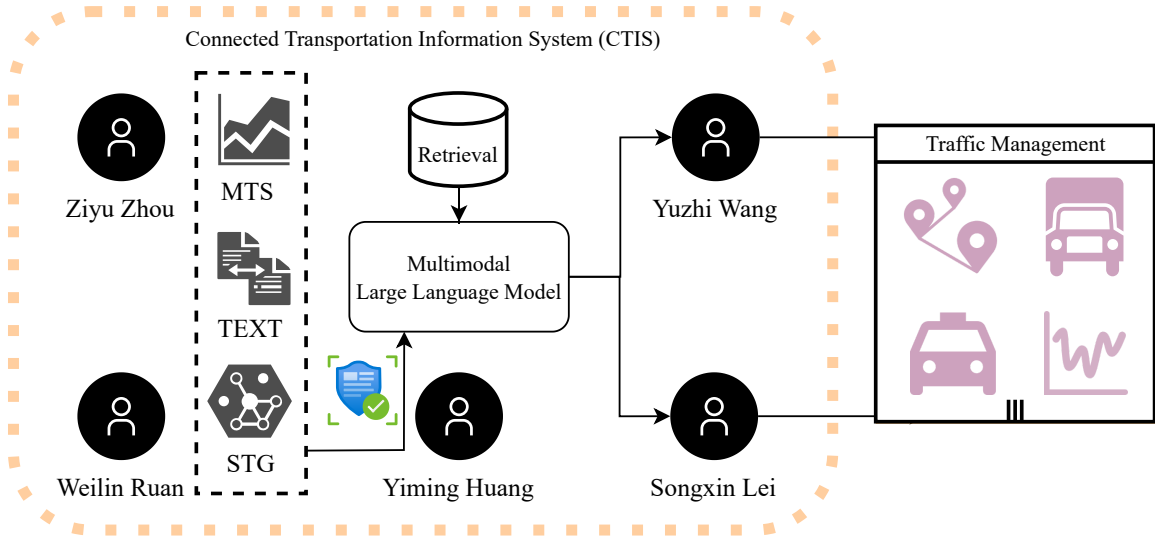 Connected Transportation Information System (CTIS)
Ziyu Zhou
MTS
TEXT
STG
Weilin Ruan
Retrieval
Multimodal
Large Language Model
Yiming Huang
Yuzhi Wang
Songxin Lei
Traffic Management